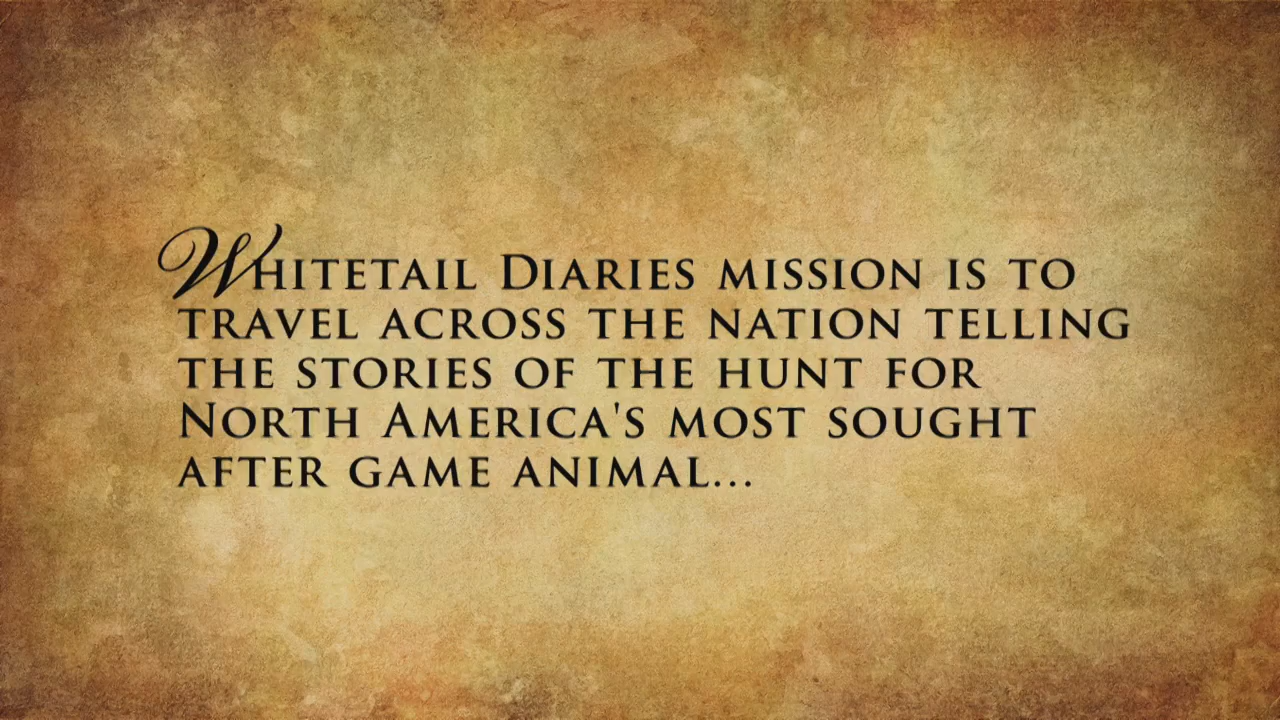 Whitetail Diaries mission is to
travel across the nation telling
the stories of the hunt for
North America's most sought
after game animal...